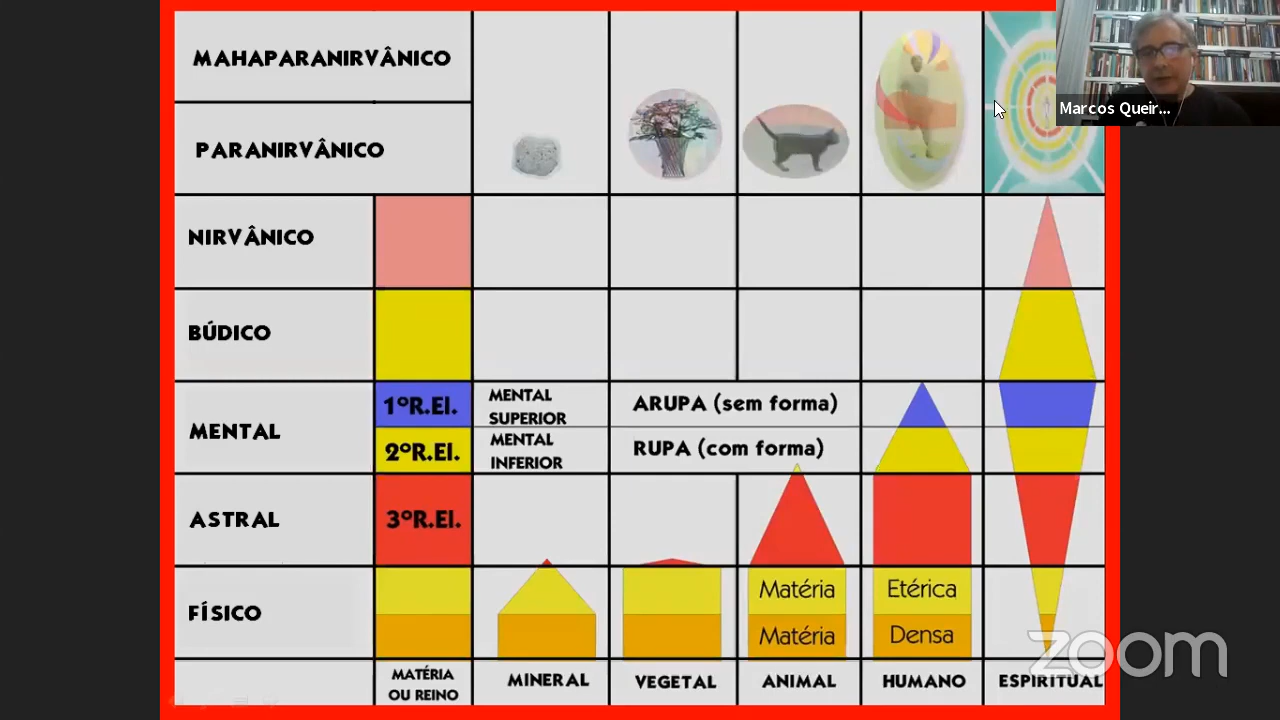 MAHAPARANIRVÂNICO
Marcos Queir...
PARANIRVÂNICO
NIRVÂNICO
BÚDICO
MENTAL
1ºR.El.
MENTAL
SUPERIOR
ARUPA (sem forma)
2ºR.El.
MENTAL
INFERIOR
RUPA (com forma)
ASTRAL
3ºR.El.
FÍSICO
Matéria
Etérica
Matéria
Densa
zoom
MATÉRIA
OU REINO
MINERAL
VEGETAL
ANIMAL
HUMANO
ESPIRITUAL